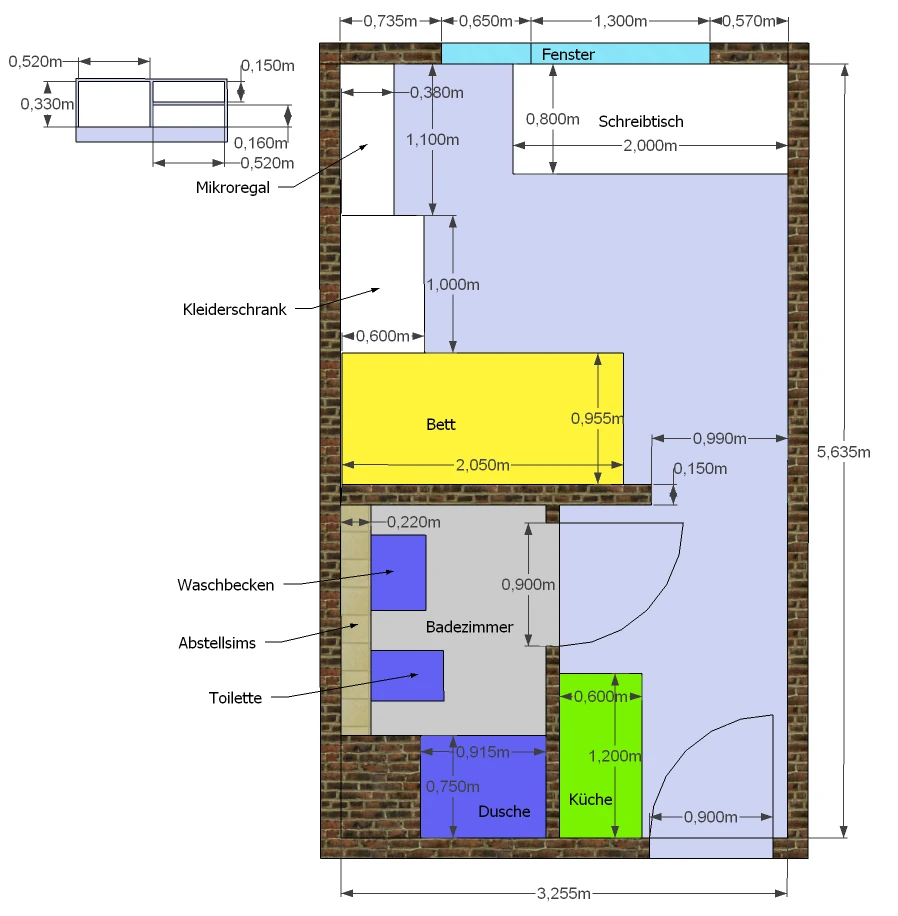 0,735m
0,650m
1,300m
0,570m
Fenster
0,520m
0,150m
0,330m
0,160m
0,520m
0,380m
0,800m
Schreibtisch
1,100m
2,000m
Mikroregal
1,000m
Kleiderschrank
0,600m
Bett
0,955m
0,990m
5,635m
2,050m
0,150m
0,220m
Waschbecken
0,900m
Badezimmer
Abstellsims
Toilette
0,600m
0,915m
1,200m
0,750m
Küche
Dusche
0,900m
3,255m